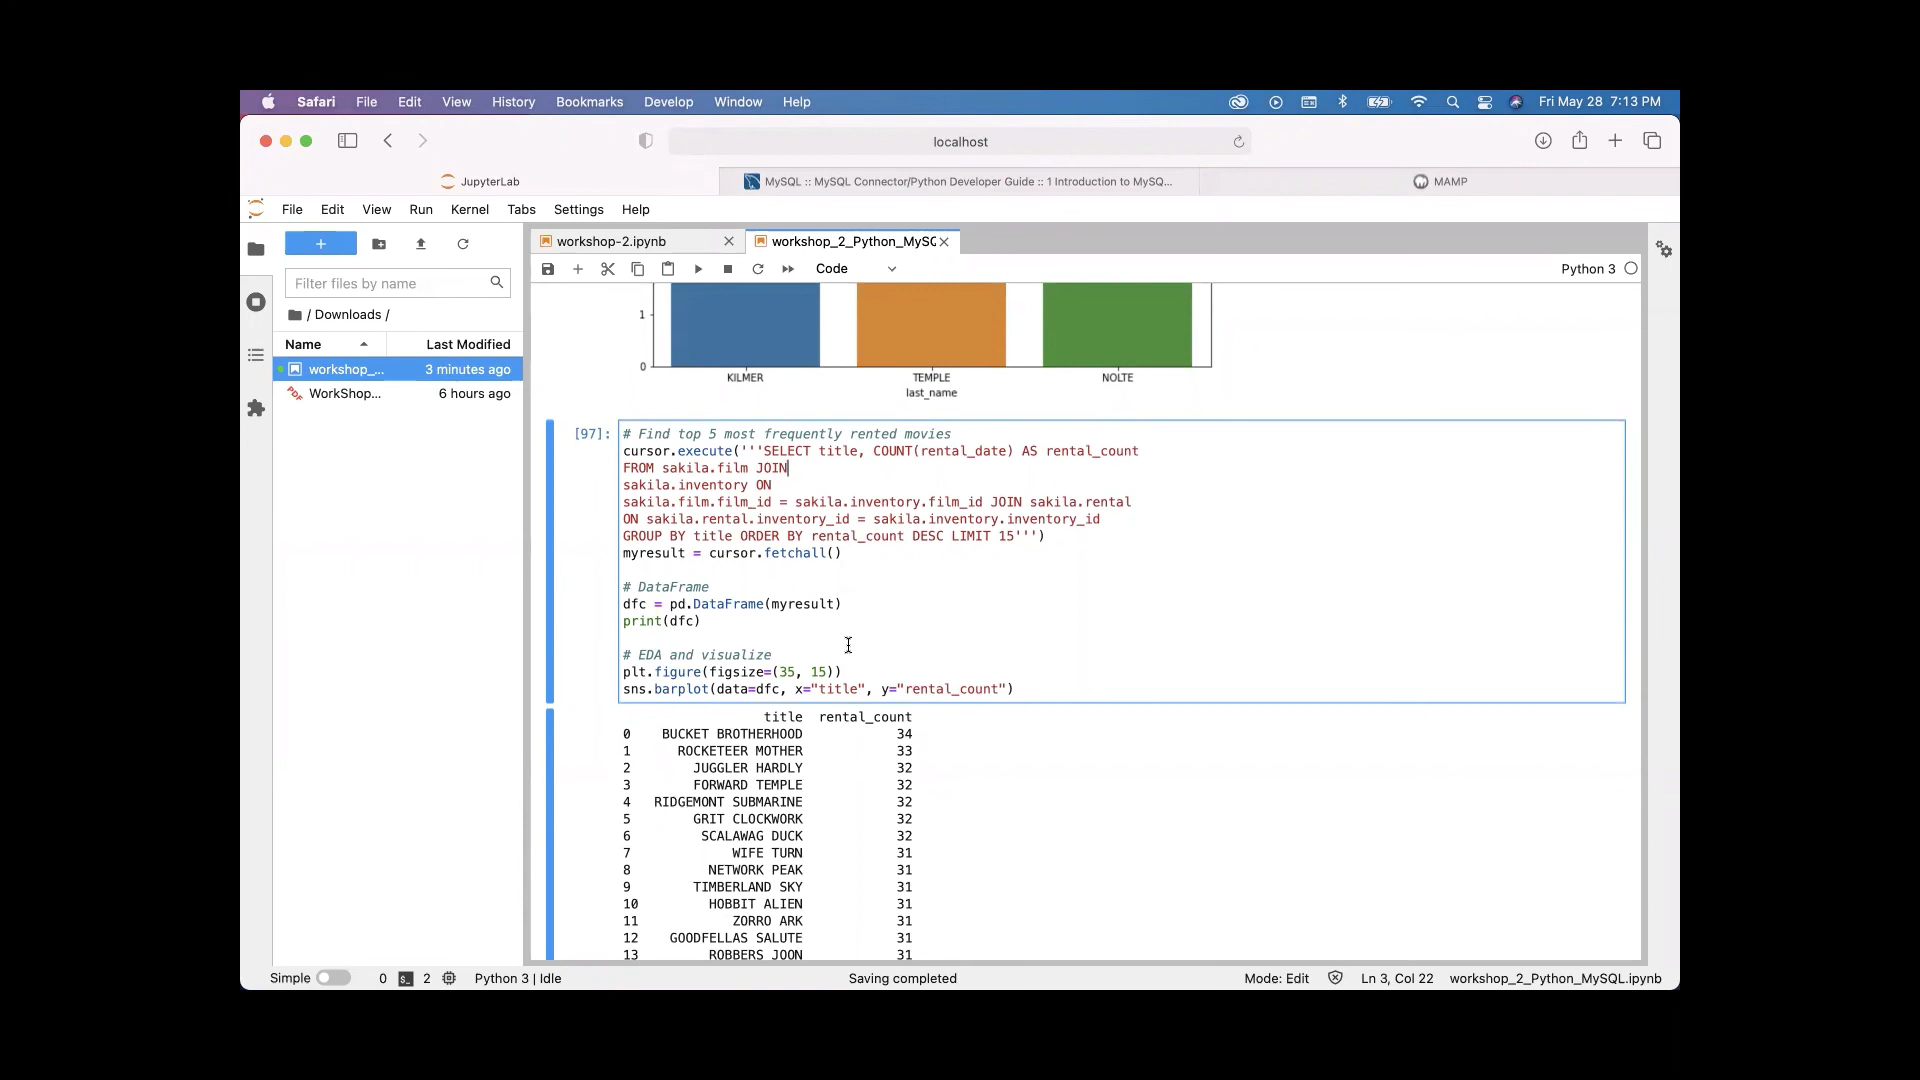 Safari File Edit View History Bookmarks Develop Window Help Fri May 28 7:13 PM
localhost
JupyterLab MySQL :: MySQL Connector/Python Developer Guide :: 1 Introduction to MySQ... MAMP
File Edit View Run Kernel Tabs Settings Help
+ workshop-2.ipynb workshop_2_Python_MySQ
Code Python 3
Filter files by name
/ Downloads /
Name Last Modified
workshop_... 3 minutes ago
WorkShop... 6 hours ago
1
0
KILMER TEMPLE NOLTE
last_name
[97]: # Find top 5 most frequently rented movies
cursor.execute('''SELECT title, COUNT(rental_date) AS rental_count
FROM sakila.film JOIN
sakila.inventory ON
sakila.film.film_id = sakila.inventory.film_id JOIN sakila.rental
ON sakila.rental.inventory_id = sakila.inventory.inventory_id
GROUP BY title ORDER BY rental_count DESC LIMIT 15''')
myresult = cursor.fetchall()
# DataFrame
dfc = pd.DataFrame(myresult)
print(dfc)
# EDA and visualize
plt.figure(figsize=(35, 15))
sns.barplot(data=dfc, x="title", y="rental_count")
title rental_count
0 BUCKET BROTHERHOOD 34
1 ROCKETEER MOTHER 33
2 JUGGLER HARDLY 32
3 FORWARD TEMPLE 32
4 RIDGEMONT SUBMARINE 32
5 GRIT CLOCKWORK 32
6 SCALAWAG DUCK 32
7 WIFE TURN 31
8 NETWORK PEAK 31
9 TIMBERLAND SKY 31
10 HOBBIT ALIEN 31
11 ZORRO ARK 31
12 GOODFELLAS SALUTE 31
13 ROBBERS JOON 31
Simple 0 2 Python 3 | Idle Saving completed Mode: Edit Ln 3, Col 22 workshop_2_Python_MySQL.ipynb